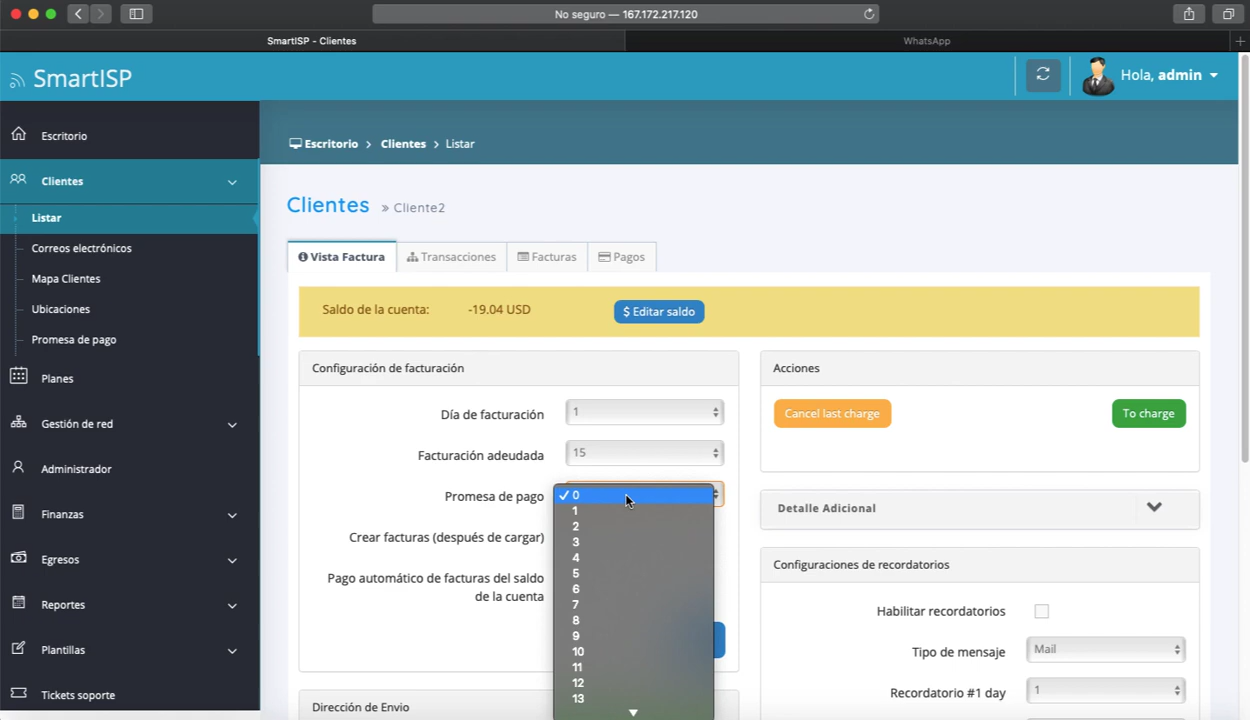 No seguro — 167.172.217.120
SmartISP - Clientes
WhatsApp
SmartISP
Hola, admin
Escritorio
Clientes
Listar
Correos electrónicos
Mapa Clientes
Ubicaciones
Promesa de pago
Planes
Gestión de red
Administrador
Finanzas
Egresos
Reportes
Plantillas
Tickets soporte
Escritorio > Clientes > Listar
Clientes » Cliente2
Vista Factura
Transacciones
Facturas
Pagos
Saldo de la cuenta: -19.04 USD
$ Editar saldo
Configuración de facturación
Día de facturación 1
Facturación adeudada 15
Promesa de pago
✓ 0
1
2
3
4
5
6
7
8
9
10
11
12
13
Crear facturas (después de cargar)
Pago automático de facturas del saldo
de la cuenta
Dirección de Envio
Acciones
Cancel last charge
To charge
Detalle Adicional
Configuraciones de recordatorios
Habilitar recordatorios
Tipo de mensaje Mail
Recordatorio #1 day 1